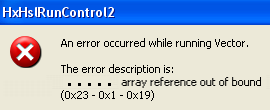 HxHslRunControl2
An error occurred while running Vector.
The error description is:
. . . . . array reference out of bound
(0x23 - 0x1 - 0x19)